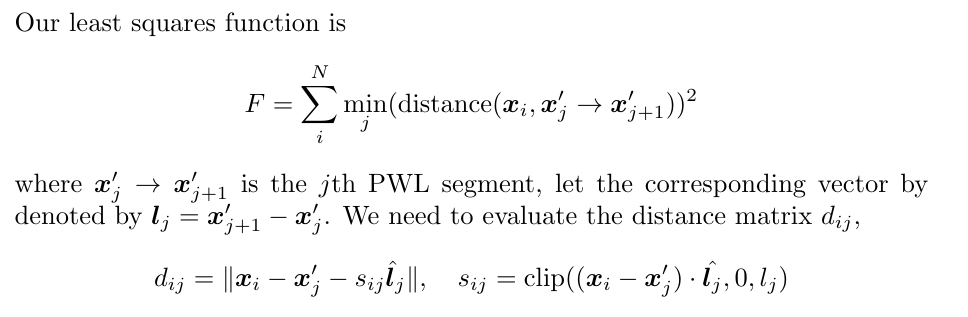 Our least squares function is
F = \sum_{i}^{N} \min_{j}(\text{distance}(\boldsymbol{x}_i, \boldsymbol{x}'_j \to \boldsymbol{x}'_{j+1}))^2
where \boldsymbol{x}'_j \to \boldsymbol{x}'_{j+1} is the jth PWL segment, let the corresponding vector by
denoted by \boldsymbol{l}_j = \boldsymbol{x}'_{j+1} - \boldsymbol{x}'_j. We need to evaluate the distance matrix d_{ij},
d_{ij} = \|\boldsymbol{x}_i - \boldsymbol{x}'_j - s_{ij}\hat{\boldsymbol{l}}_j\|, \quad s_{ij} = \text{clip}((\boldsymbol{x}_i - \boldsymbol{x}'_j) \cdot \hat{\boldsymbol{l}}_j, 0, l_j)